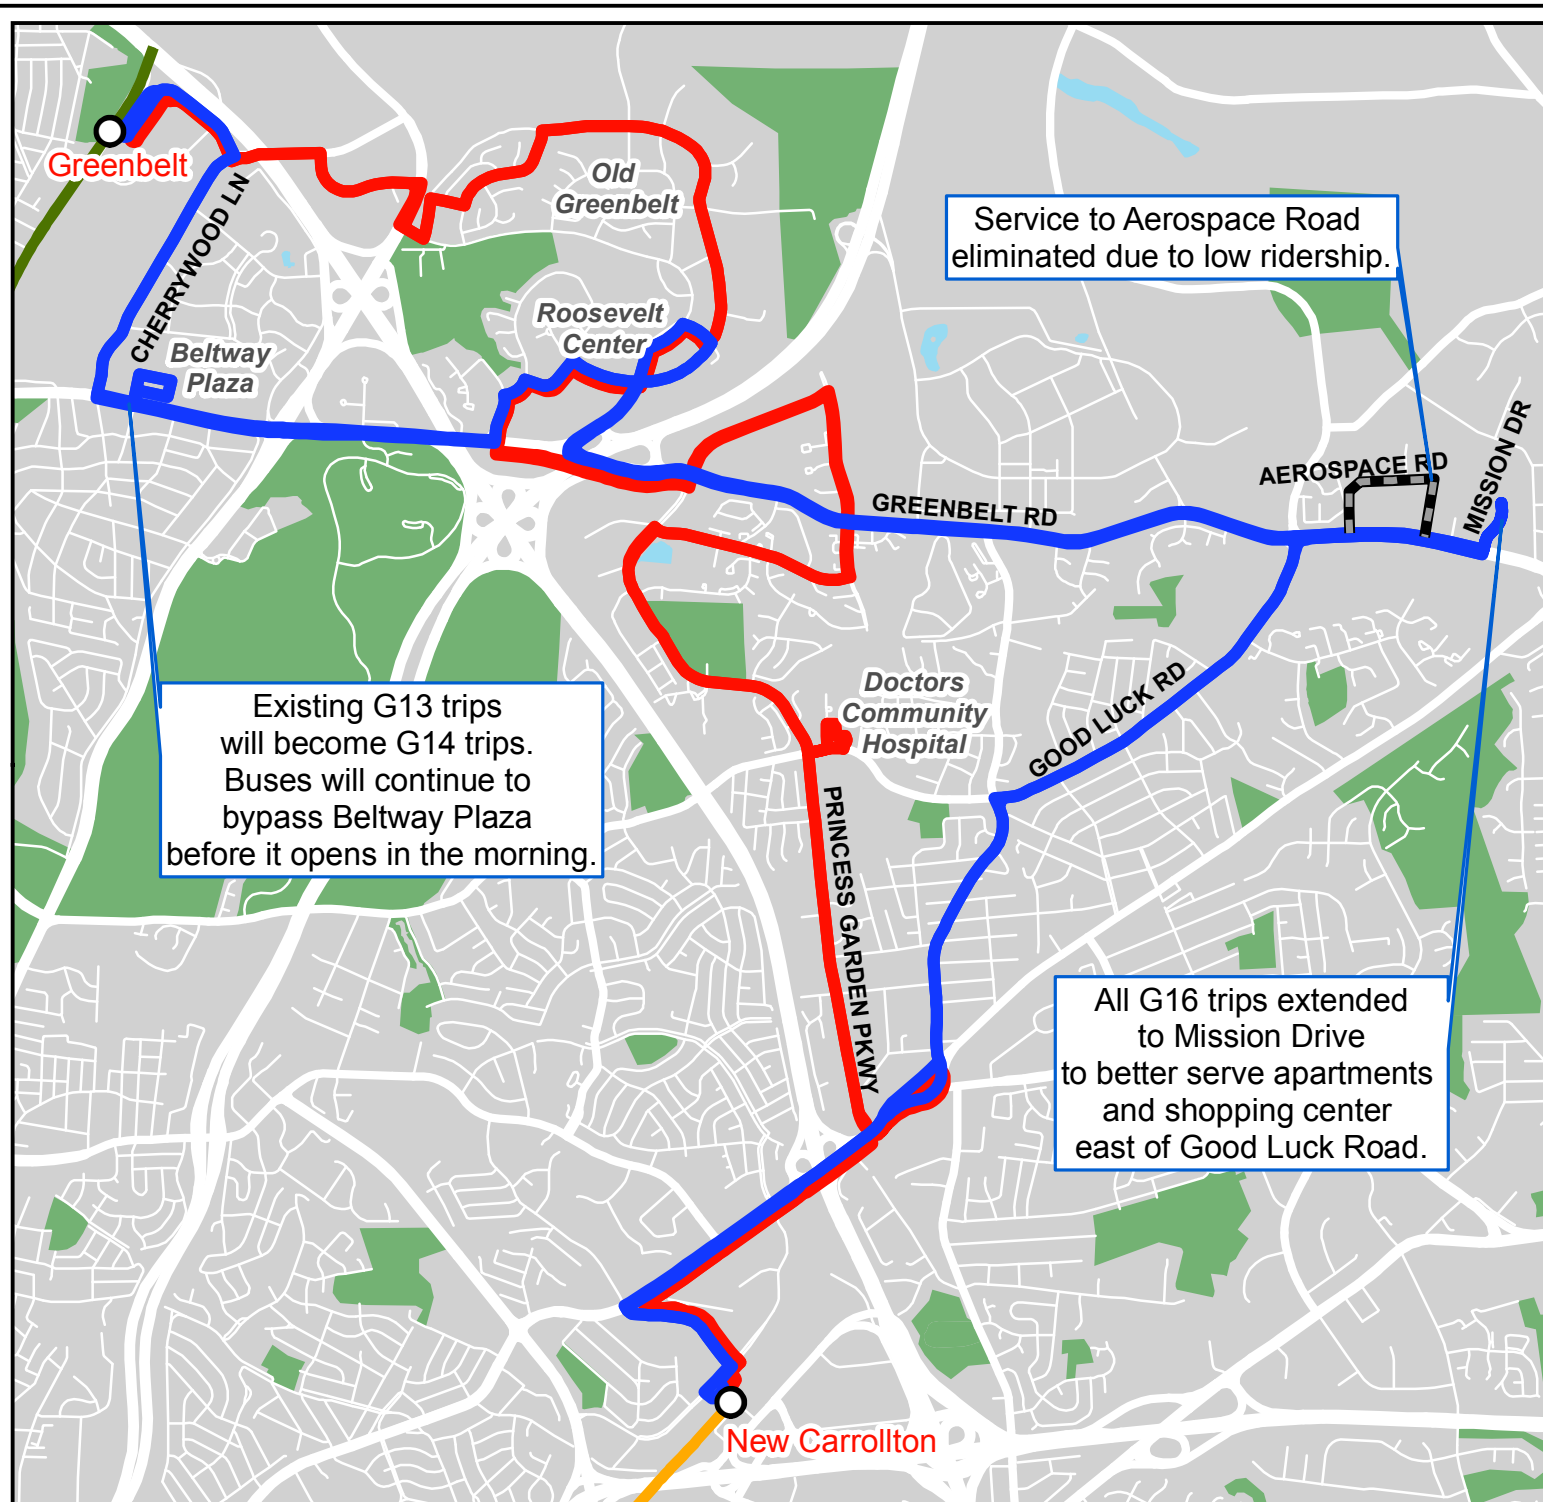 Greenbelt
CHERRYWOOD LN
Old
Greenbelt
Service to Aerospace Road
eliminated due to low ridership.
Roosevelt
Center
Beltway
Plaza
AEROSPACE RD
MISSION DR
GREENBELT RD
Existing G13 trips
will become G14 trips.
Buses will continue to
bypass Beltway Plaza
before it opens in the morning.
Doctors
Community
Hospital
GOOD LUCK RD
PRINCESS GARDEN PKWY
All G16 trips extended
to Mission Drive
to better serve apartments
and shopping center
east of Good Luck Road.
New Carrollton